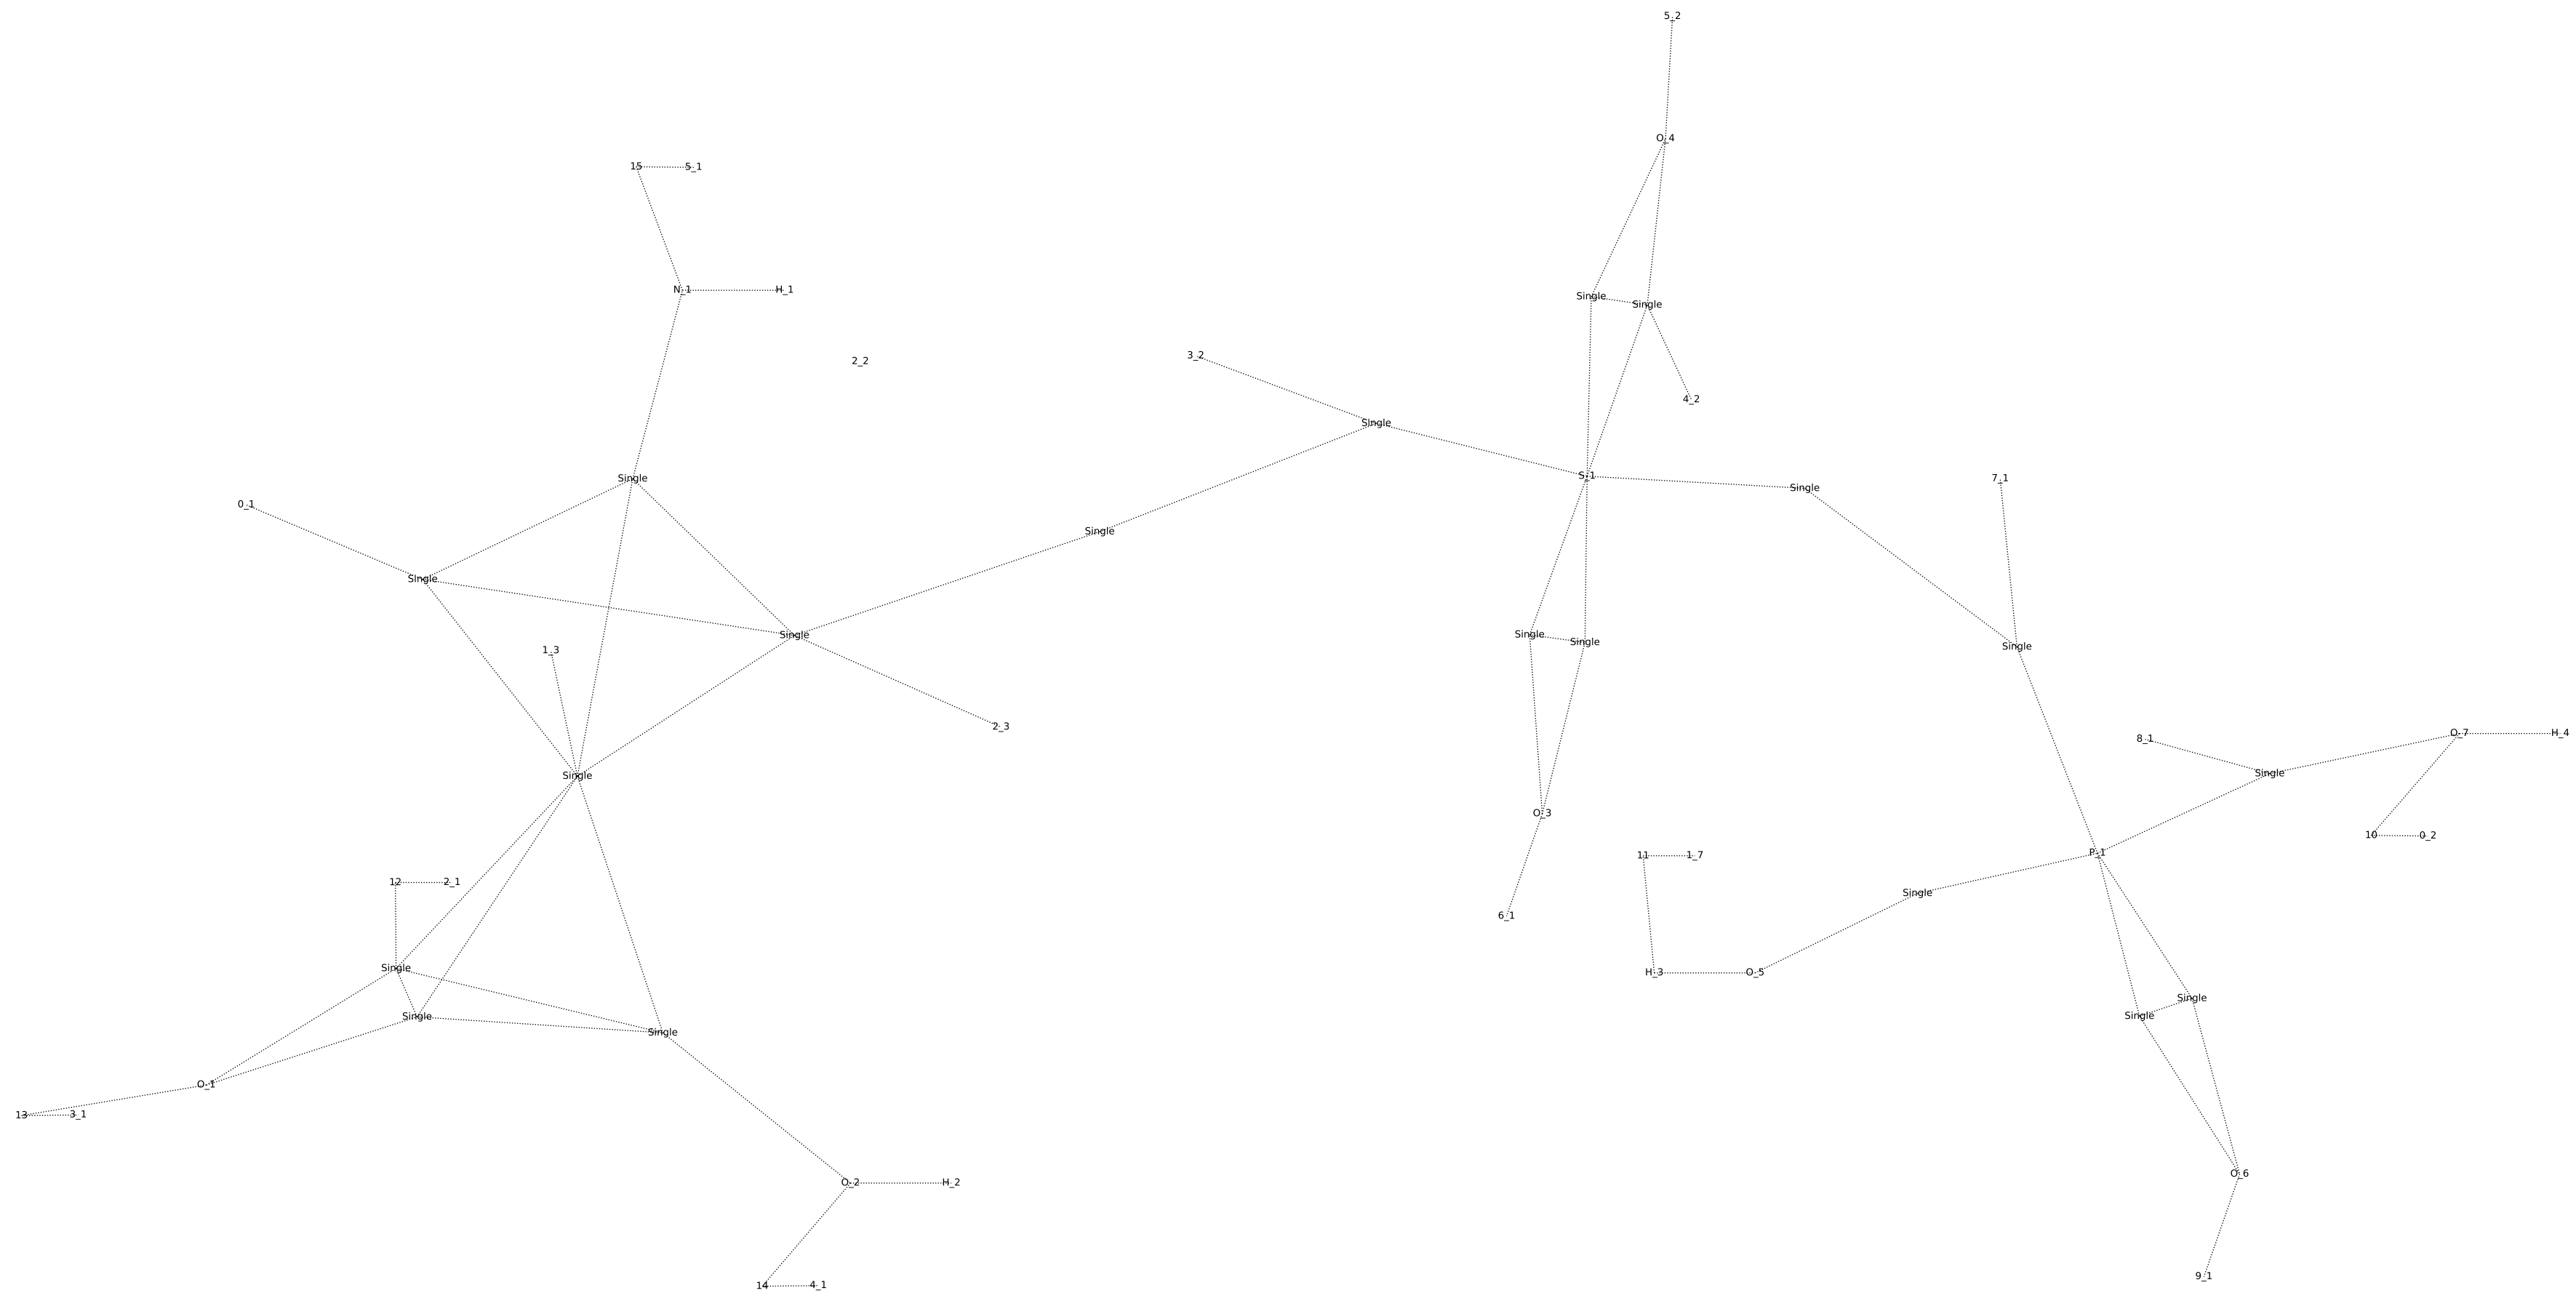 5_2
O_4
15 5_1
N_1 H_1
Single Single
2_2
3_2
4_2
Single
S_1
Single
7_1
Single
0_1
Single
Single
Single
Single
Single
Single
1_3
2_3
O_7 H_4
8_1
Single
Single
O_3
10 0_2
P_1
11 1_7
12 2_1
Single
6_1
Single
H_3 O_5
Single
Single
Single
Single
O_1
13 3_1
O_6
O_2 H_2
9_1
14 4_1